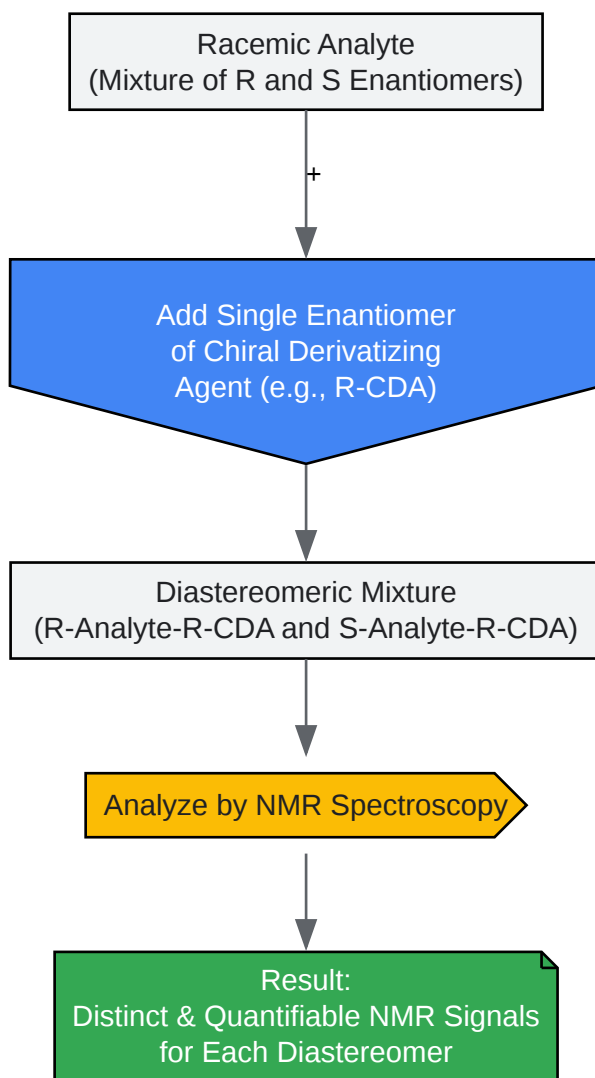 Racemic Analyte
(Mixture of R and S Enantiomers)
+
Add Single Enantiomer
of Chiral Derivatizing
Agent (e.g., R-CDA)
Diastereomeric Mixture
(R-Analyte-R-CDA and S-Analyte-R-CDA)
Analyze by NMR Spectroscopy
Result:
Distinct & Quantifiable NMR Signals
for Each Diastereomer